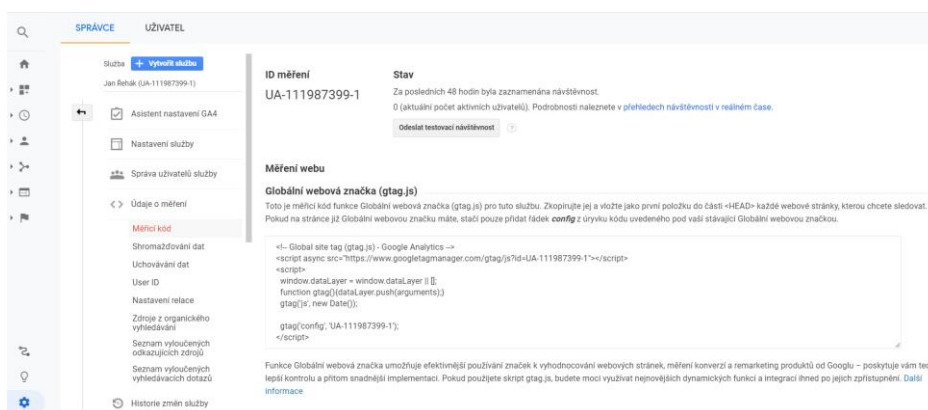 SPRÁVCE UŽIVATEL
Služba + Vytvořit službu
Jan Řehák (UA-111987399-1)
Asistent nastavení GA4
Nastavení služby
Správa uživatelů služby
<> Údaje o měření
Měřicí kód
Shromažďování dat
Uchovávání dat
User ID
Nastavení relace
Zdroje z organického
vyhledávání
Seznam vyloučených
odkazujících zdrojů
Seznam vyloučených
vyhledávacích dotazů
Historie změn služby
ID měření
UA-111987399-1
Stav
Za posledních 48 hodin byla zaznamenána návštěvnost.
0 (aktuální počet aktivních uživatelů). Podrobnosti naleznete v přehledech návštěvnosti v reálném čase.
Odeslat testovací návštěvnost ?
Měření webu
Globální webová značka (gtag.js)
Toto je měřicí kód funkce Globální webová značka (gtag.js) pro tuto službu. Zkopírujte jej a vložte jako první položku do části <HEAD> každé webové stránky, kterou chcete sledovat.
Pokud na stránce již Globální webovou značku máte, stačí pouze přidat řádek config z úryvku kódu uvedeného pod vaší stávající Globální webovou značkou.
<!-- Global site tag (gtag.js) - Google Analytics -->
<script async src="https://www.googletagmanager.com/gtag/js?id=UA-111987399-1"></script>
<script>
window.dataLayer = window.dataLayer || [];
function gtag(){dataLayer.push(arguments);}
gtag('js', new Date());
gtag('config', 'UA-111987399-1');
</script>
Funkce Globální webová značka umožňuje efektivnější používání značek k vyhodnocování webových stránek, měření konverzí a remarketing produktů od Googlu – poskytuje vám tec
lepší kontrolu a přitom snadnější implementaci. Pokud použijete skript gtag.js, budete moci využívat nejnovějších dynamických funkcí a integrací ihned po jejich zpřístupnění. Další
informace